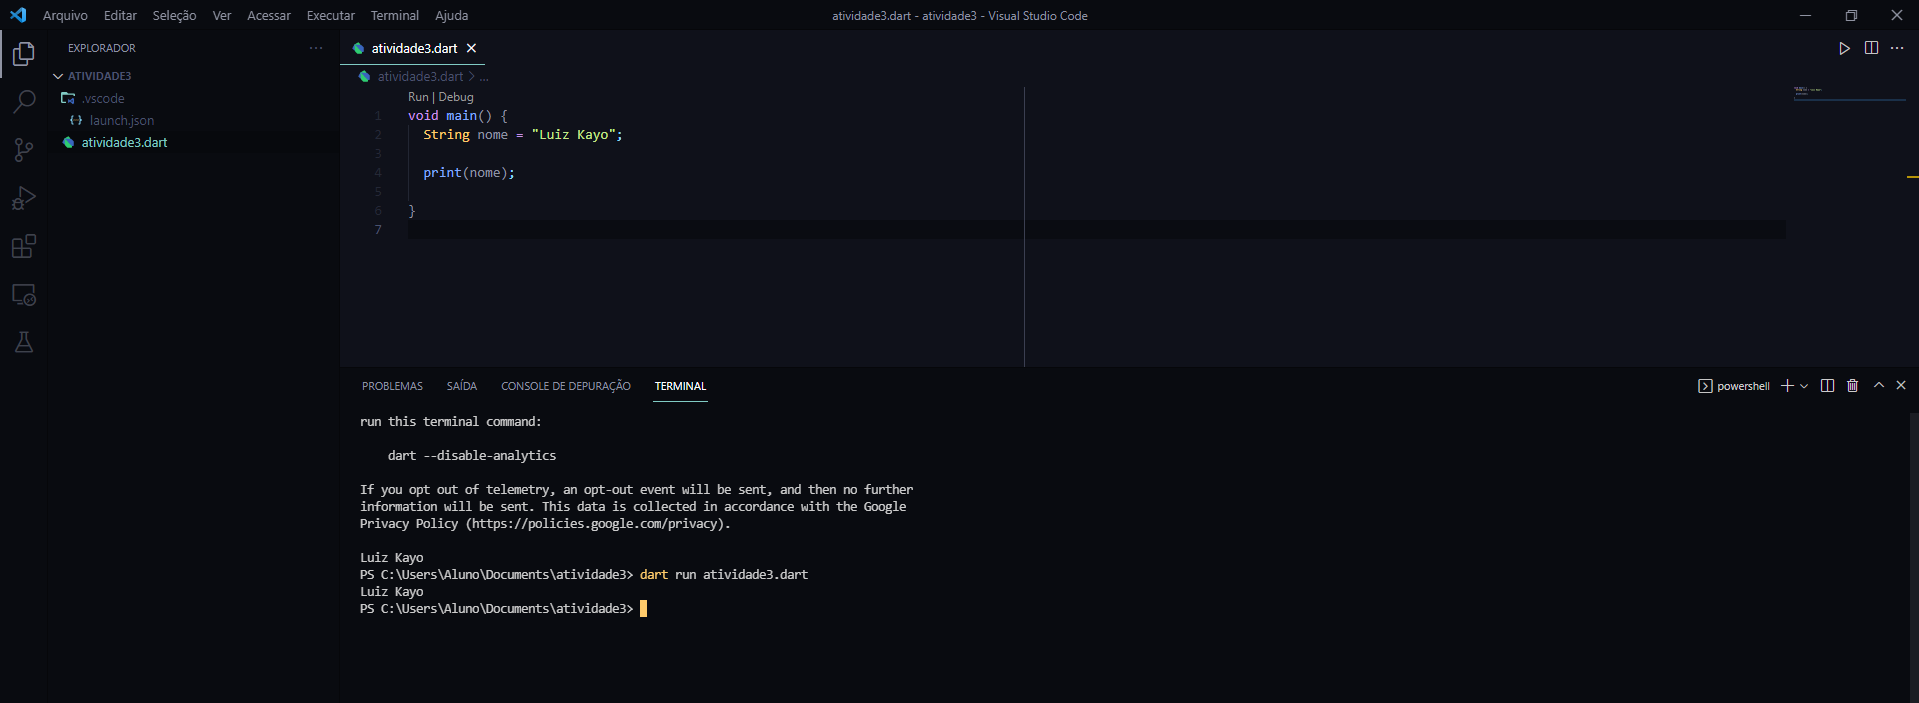 Arquivo Editar Seleção Ver Acessar Executar Terminal Ajuda
atividade3.dart - atividade3 - Visual Studio Code
EXPLORADOR
ATIVIDADE3
.vscode
launch.json
atividade3.dart
atividade3.dart
atividade3.dart > ...
Run | Debug
1 void main() {
2 String nome = "Luiz Kayo";
3
4 print(nome);
5
6 }
7
PROBLEMAS SAÍDA CONSOLE DE DEPURAÇÃO TERMINAL
powershell
run this terminal command:
dart --disable-analytics
If you opt out of telemetry, an opt-out event will be sent, and then no further
information will be sent. This data is collected in accordance with the Google
Privacy Policy (https://policies.google.com/privacy).
Luiz Kayo
PS C:\Users\Aluno\Documents\atividade3> dart run atividade3.dart
Luiz Kayo
PS C:\Users\Aluno\Documents\atividade3>